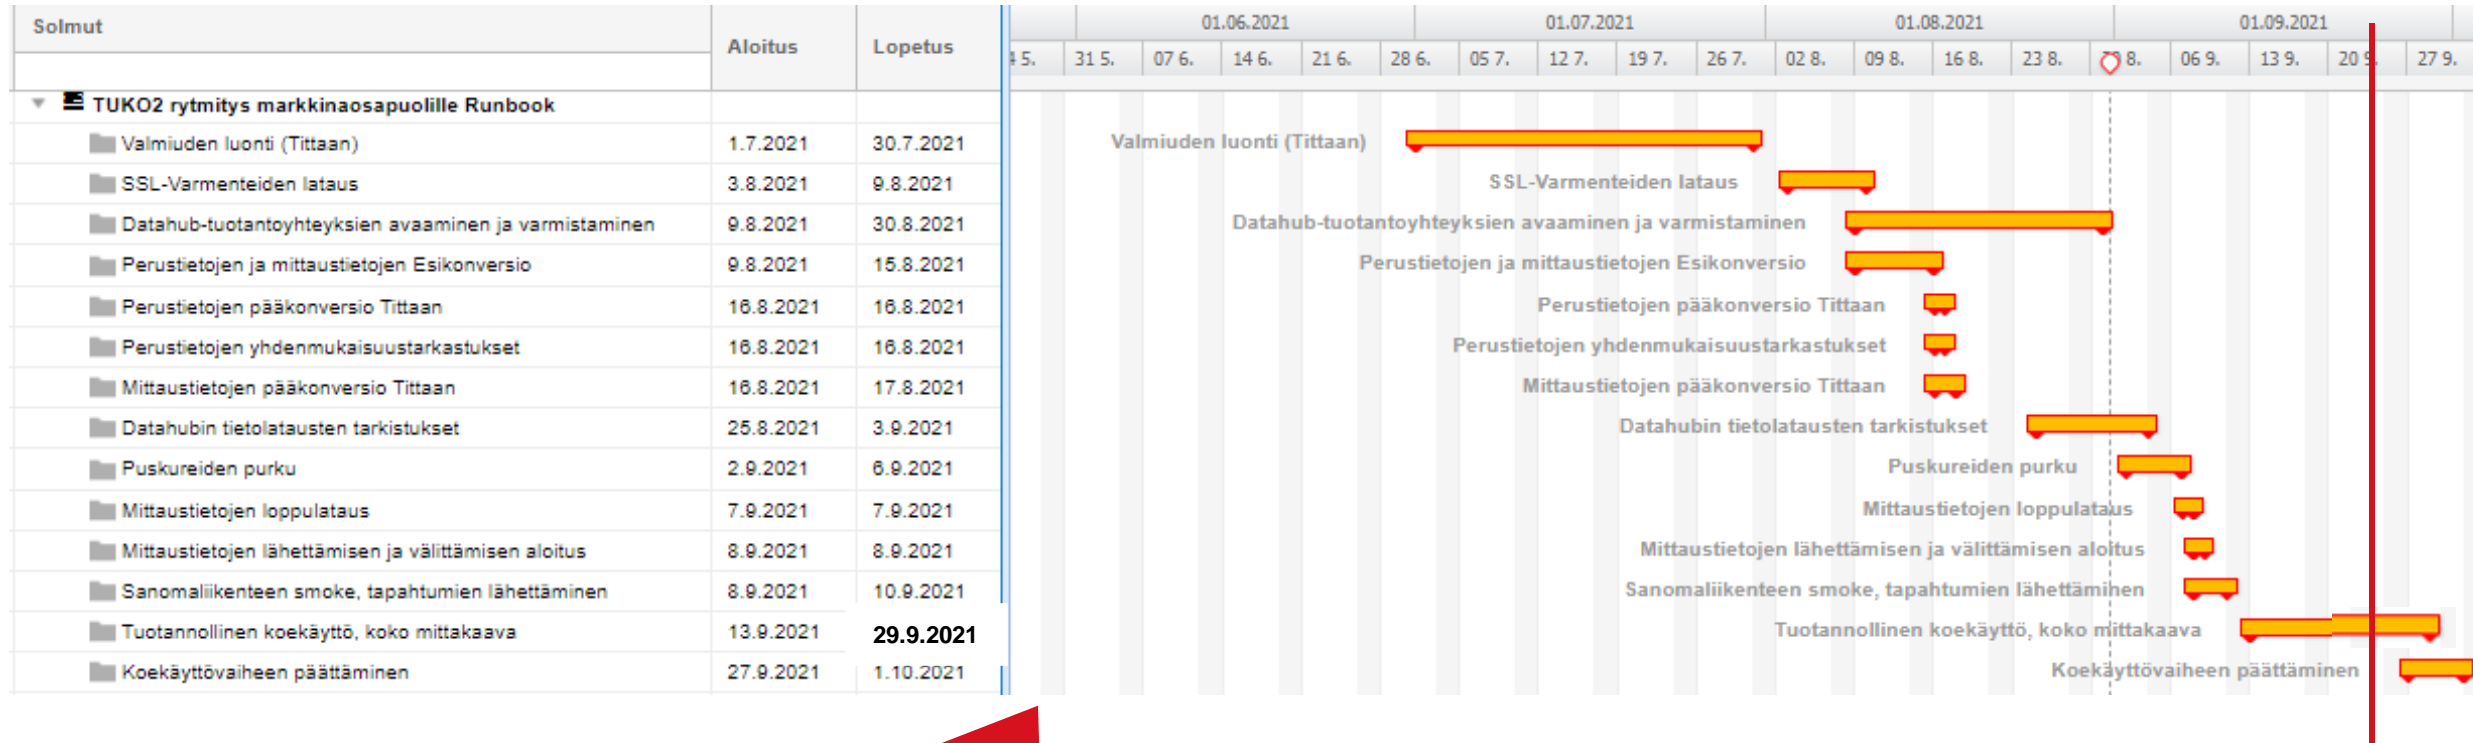 Solmut Aloitus Lopetus
01.06.2021 01.07.2021 01.08.2021 01.09.2021
5. 31 5. 07 6. 14 6. 21 6. 28 6. 05 7. 12 7. 19 7. 26 7. 02 8. 09 8. 16 8. 23 8. 8. 06 9. 13 9. 20 9. 27 9.
TUKO2 rytmitys markkinaosapuolille Runbook
Valmiuden luonti (Tittaan) 1.7.2021 30.7.2021 Valmiuden luonti (Tittaan)
SSL-Varmenteiden lataus 3.8.2021 9.8.2021 SSL-Varmenteiden lataus
Datahub-tuotantoyhteyksien avaaminen ja varmistaminen 9.8.2021 30.8.2021 Datahub-tuotantoyhteyksien avaaminen ja varmistaminen
Perustietojen ja mittaustietojen Esikonversio 9.8.2021 15.8.2021 Perustietojen ja mittaustietojen Esikonversio
Perustietojen pääkonversio Tittaan 16.8.2021 16.8.2021 Perustietojen pääkonversio Tittaan
Perustietojen yhdenmukaisuustarkastukset 16.8.2021 16.8.2021 Perustietojen yhdenmukaisuustarkastukset
Mittaustietojen pääkonversio Tittaan 16.8.2021 17.8.2021 Mittaustietojen pääkonversio Tittaan
Datahubin tietolatausten tarkistukset 25.8.2021 3.9.2021 Datahubin tietolatausten tarkistukset
Puskureiden purku 2.9.2021 6.9.2021 Puskureiden purku
Mittaustietojen loppulataus 7.9.2021 7.9.2021 Mittaustietojen loppulataus
Mittaustietojen lähettämisen ja välittämisen aloitus 8.9.2021 8.9.2021 Mittaustietojen lähettämisen ja välittämisen aloitus
Sanomaliikenteen smoke, tapahtumien lähettäminen 8.9.2021 10.9.2021 Sanomaliikenteen smoke, tapahtumien lähettäminen
Tuotannollinen koekäyttö, koko mittakaava 13.9.2021 29.9.2021 Tuotannollinen koekäyttö, koko mittakaava
Koekäyttövaiheen päättäminen 27.9.2021 1.10.2021 Koekäyttövaiheen päättäminen